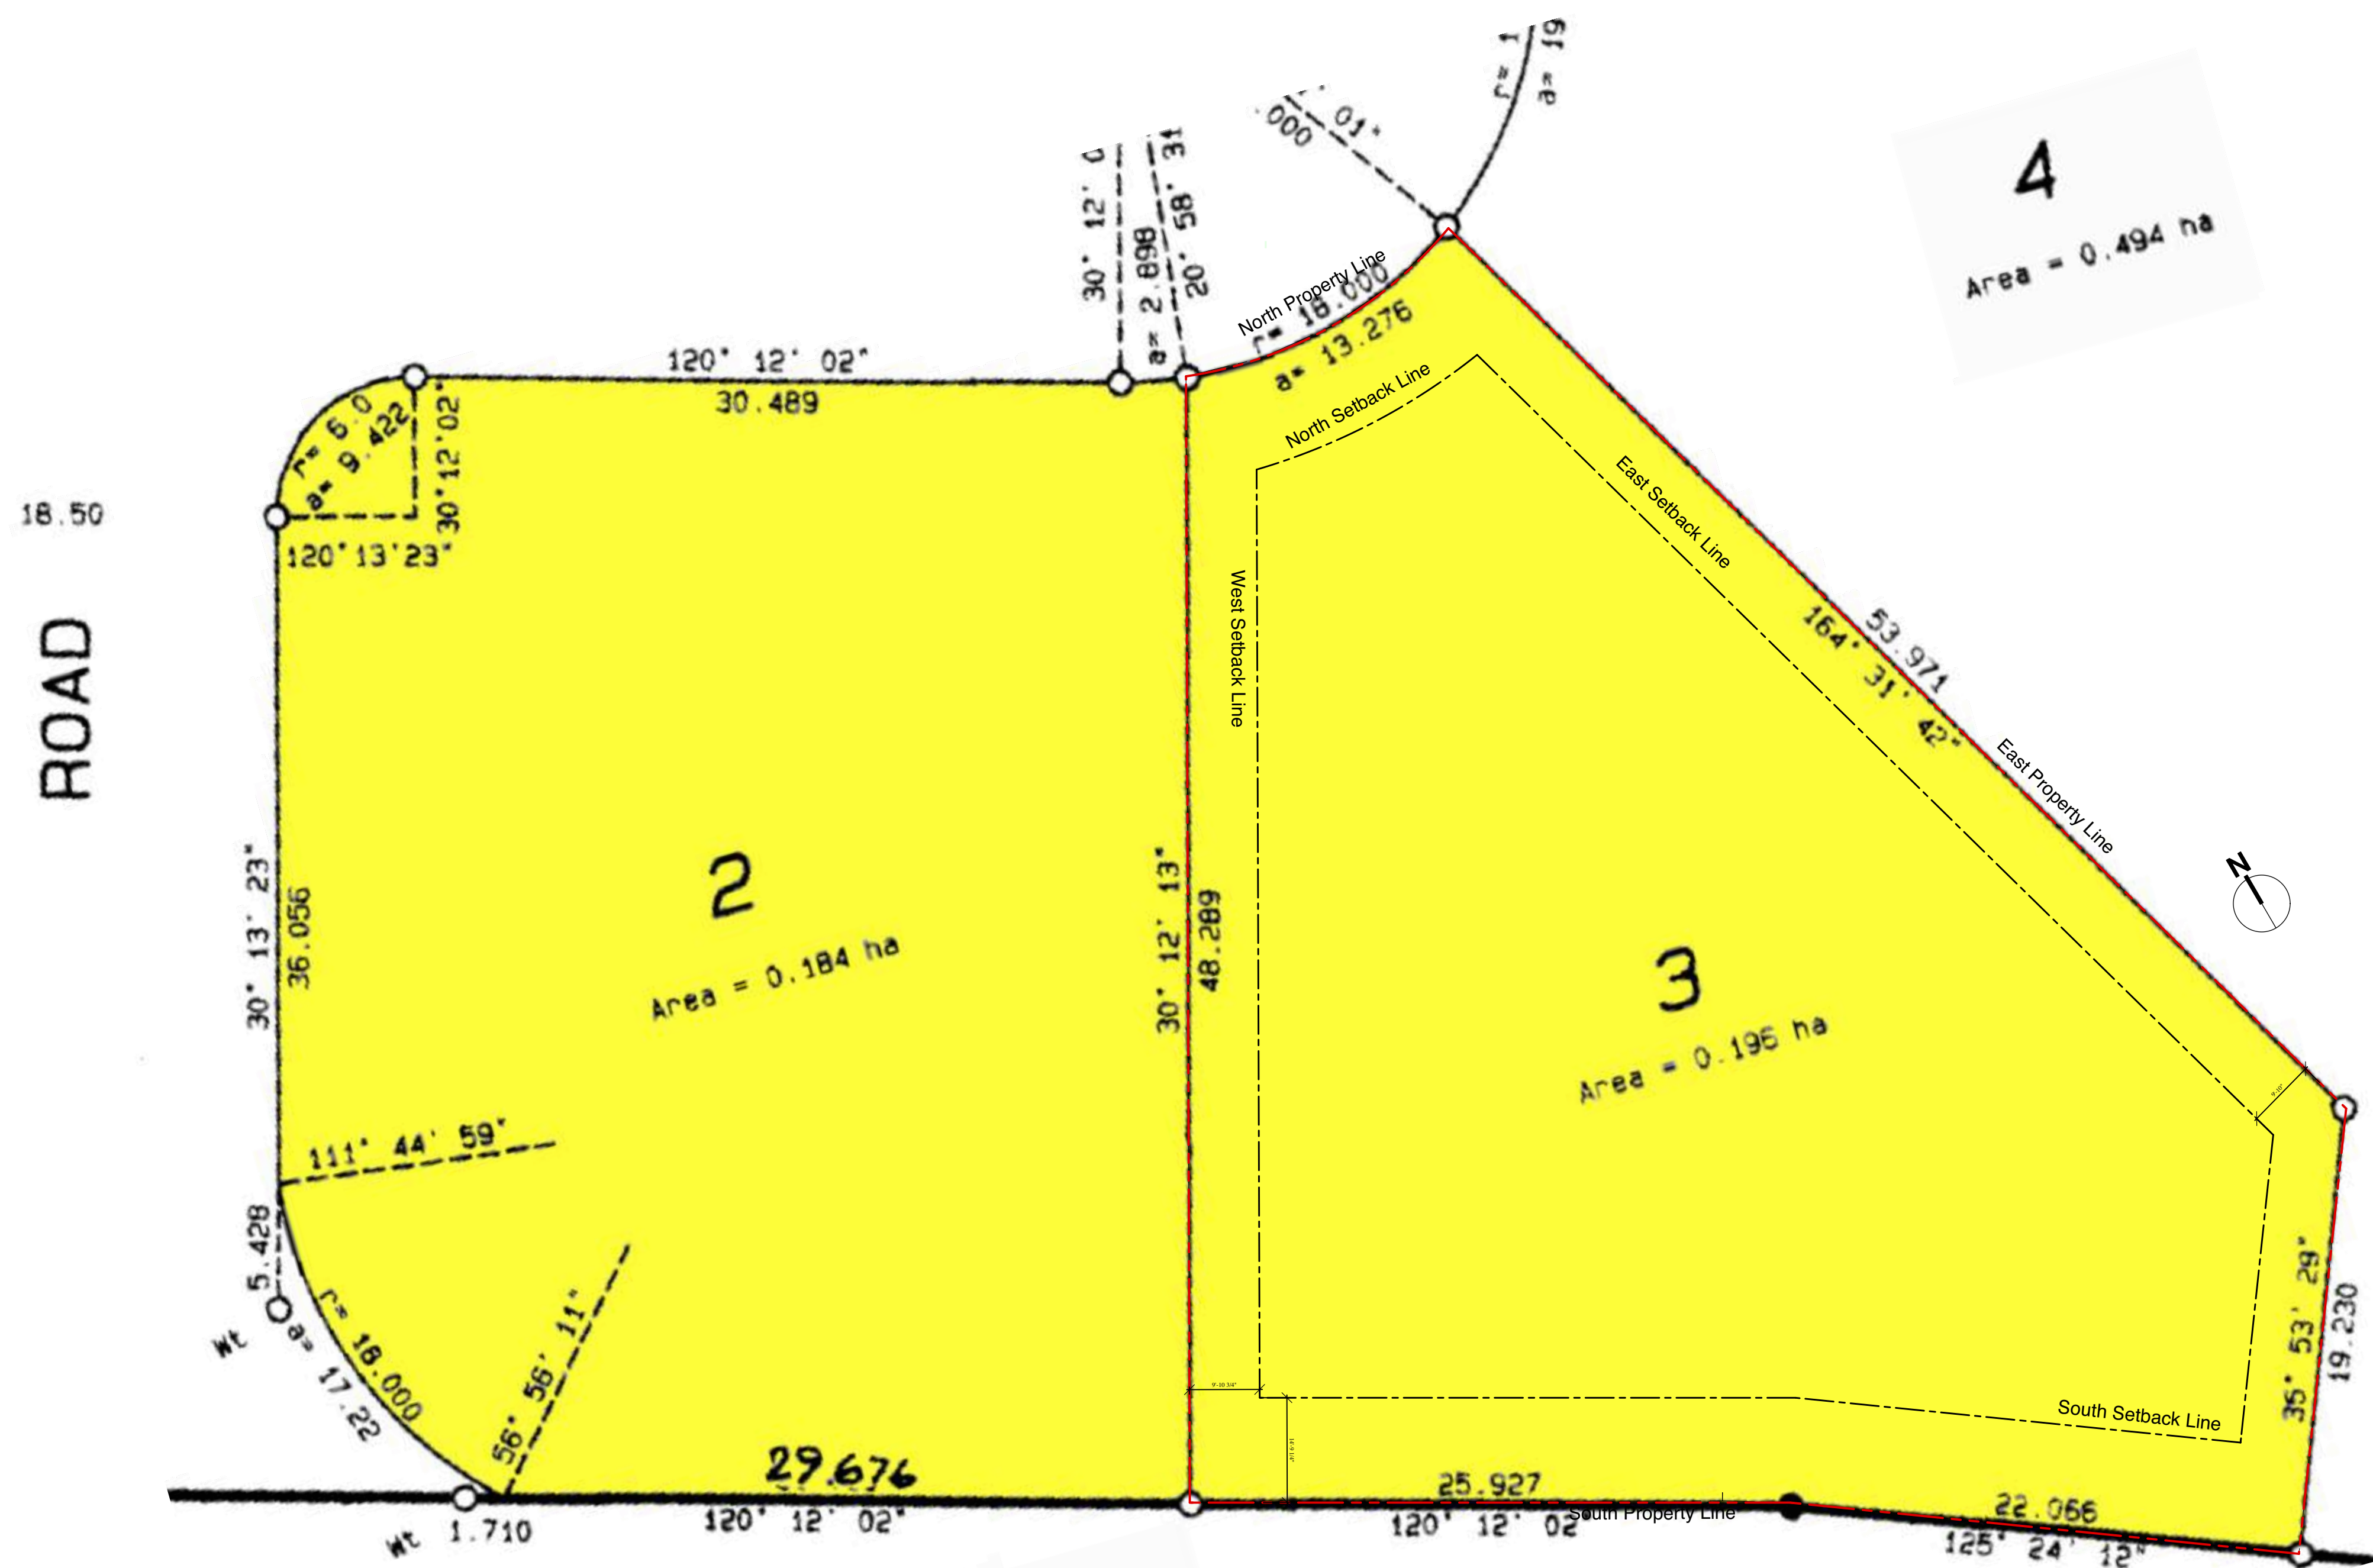 r= 1
a= 19
01"
000
4
Area = 0.494 ha
30° 12' 0
a= 2.898
20° 58' 31
North Property Line
r= 18.000
a= 13.276
North Setback Line
120° 12' 02"
30.489
r= 6.0
a= 9.422
30°12'02"
120°13'23"
18.50
ROAD
East Setback Line
West Setback Line
53.971
164° 31' 42"
East Property Line
N
30° 13' 23"
36.056
2
Area = 0.184 ha
30° 12' 13"
48.289
3
Area = 0.196 ha
9'-10"
111° 44' 59"
5.428
Wt
r= 18.000
a= 17.22
56° 56' 11"
35° 53' 29"
19.230
9'-10 3/4"
South Setback Line
29.676
25.927
22.066
Wt
1.710
120° 12' 02"
120° 12' 02"
South Property Line
125° 24' 12"